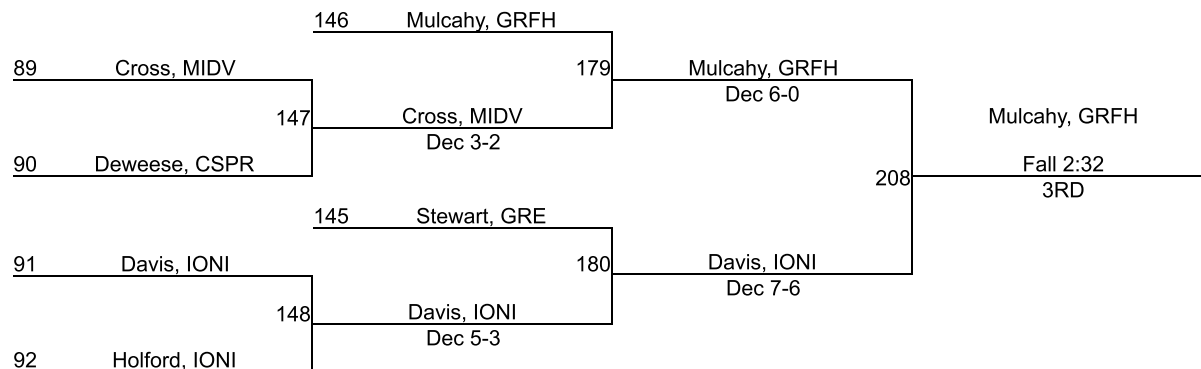 146 Mulcahy, GRFH
89 Cross, MIDV
179 Mulcahy, GRFH
Dec 6-0
147 Cross, MIDV
Dec 3-2
Mulcahy, GRFH
90 Deweese, CSPR
208 Fall 2:32
3RD
145 Stewart, GRE
91 Davis, IONI
180 Davis, IONI
Dec 7-6
148 Davis, IONI
Dec 5-3
92 Holford, IONI